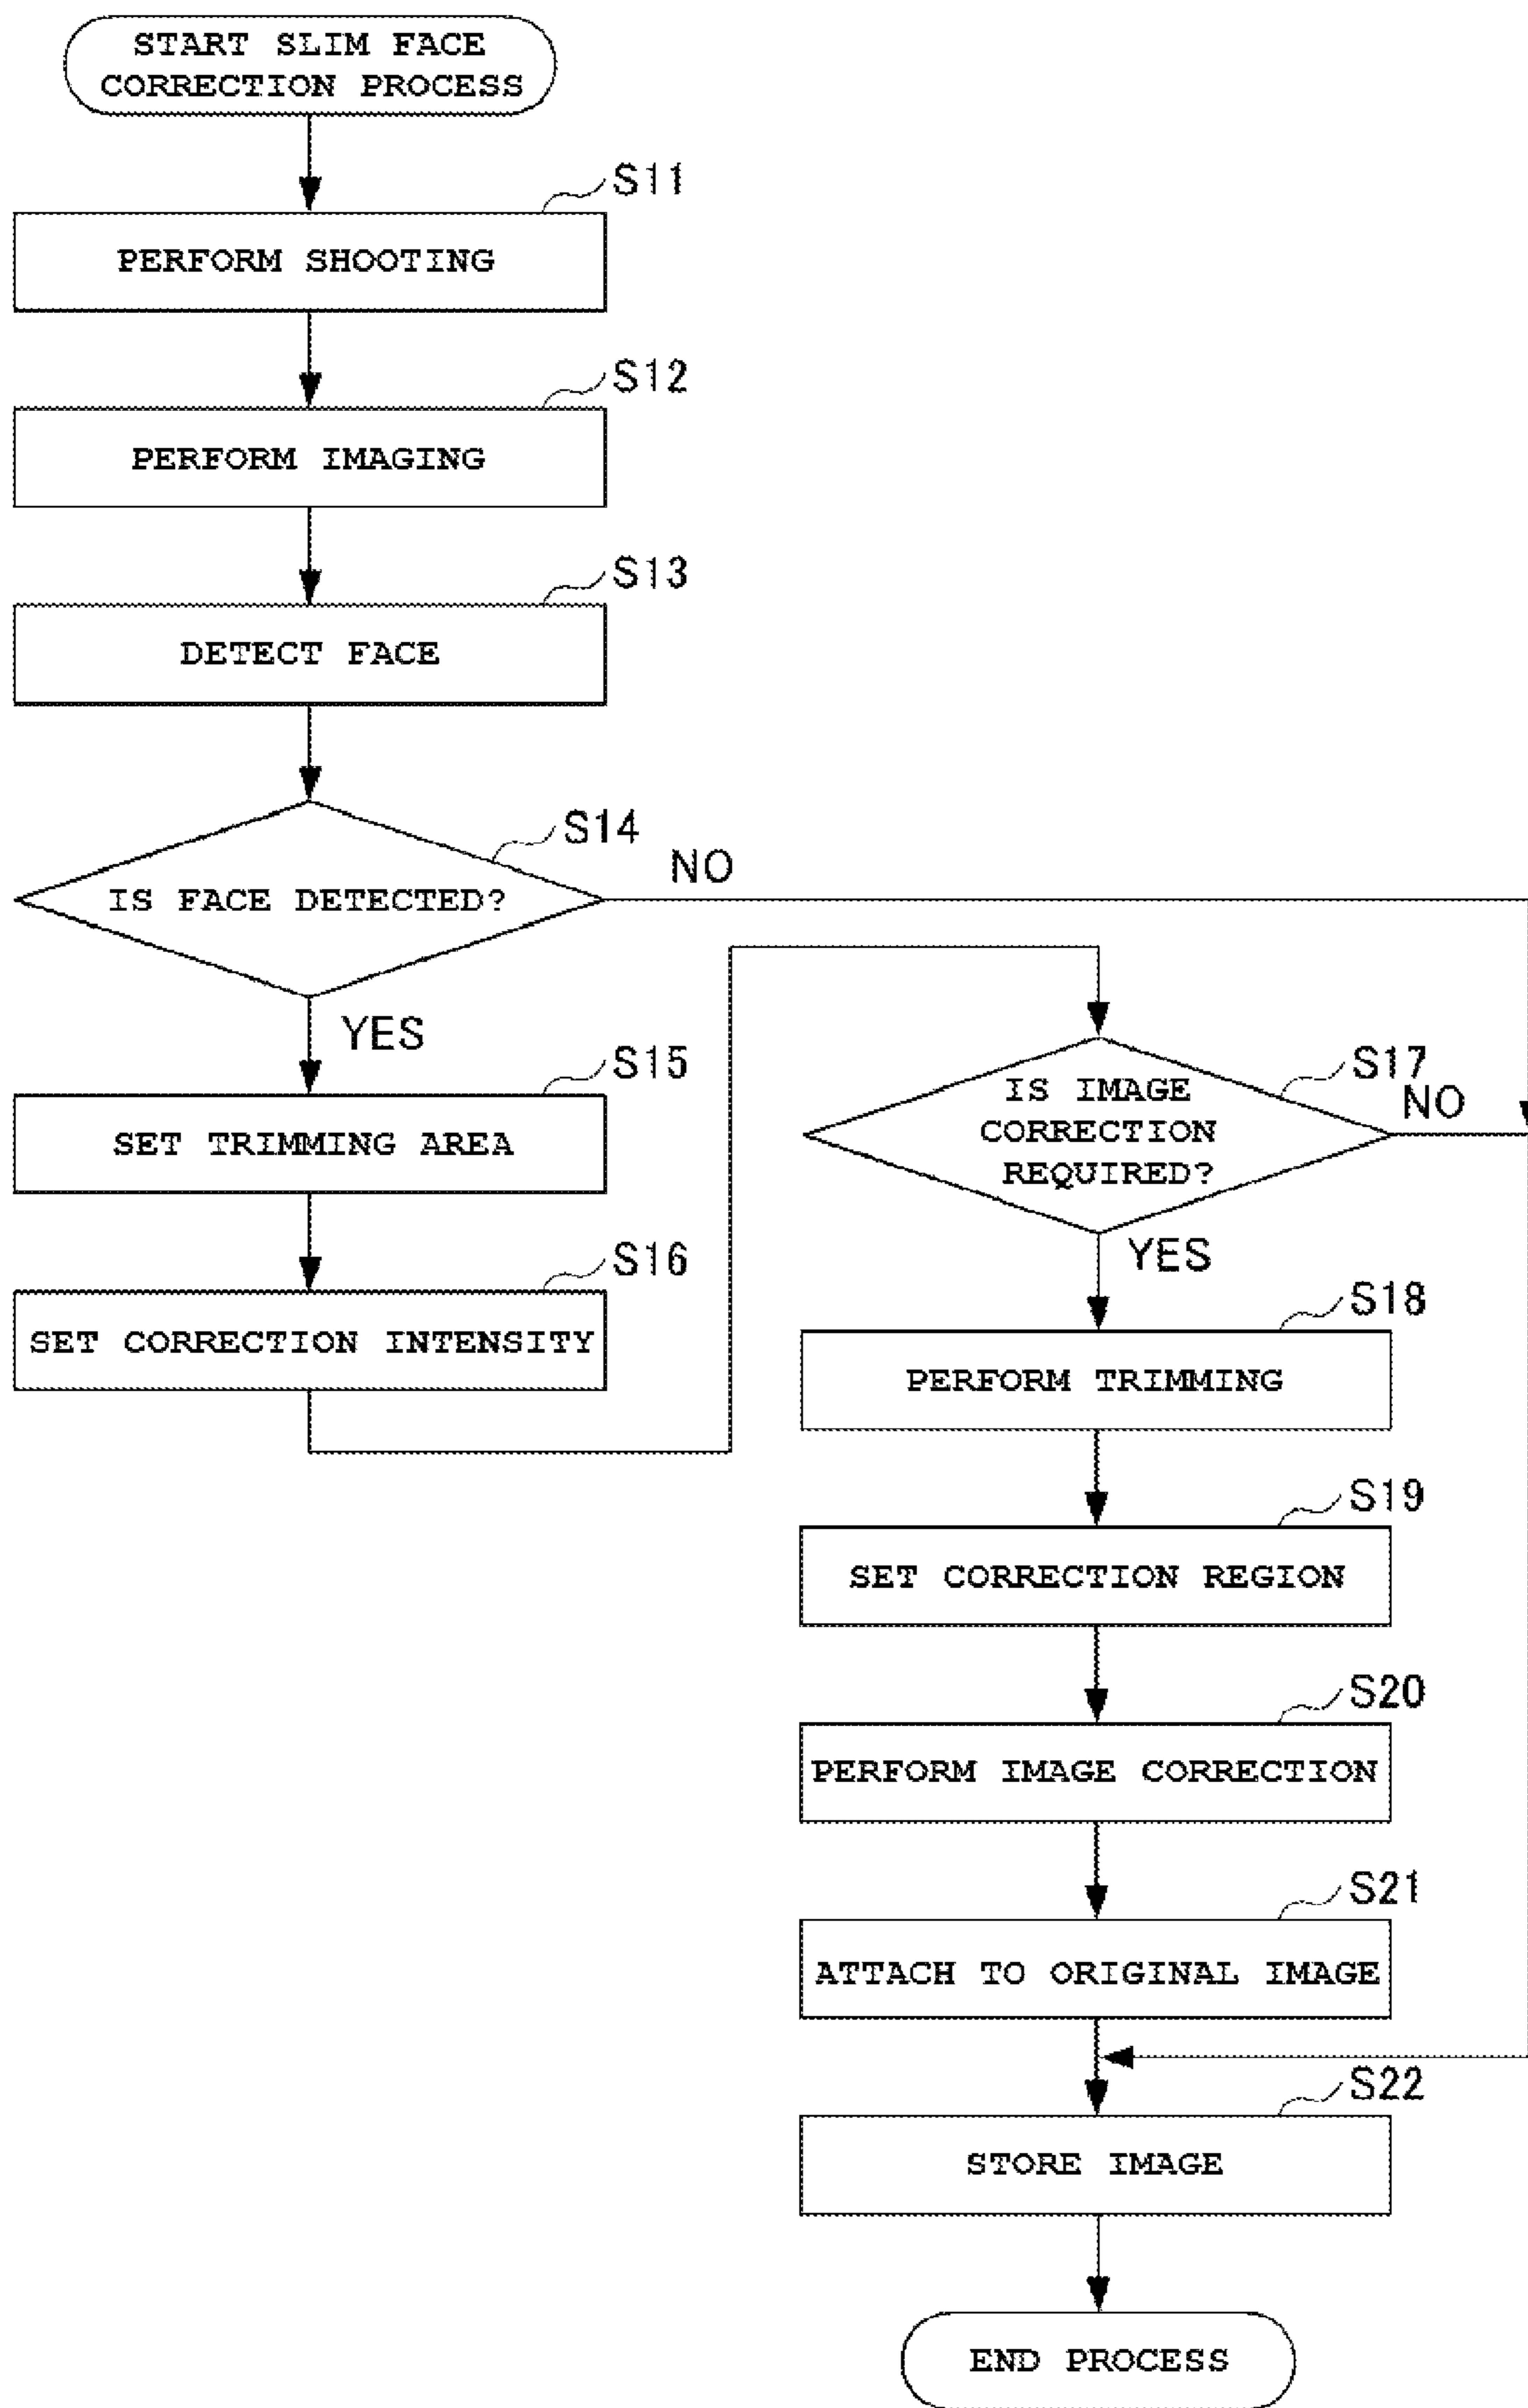 START SLIM FACE
CORRECTION PROCESS
S11
PERFORM SHOOTING
S12
PERFORM IMAGING
S13
DETECT FACE
S14
IS FACE DETECTED?
NO
YES
S15
SET TRIMMING AREA
S16
SET CORRECTION INTENSITY
S17
IS IMAGE
CORRECTION
REQUIRED?
NO
YES
S18
PERFORM TRIMMING
S19
SET CORRECTION REGION
S20
PERFORM IMAGE CORRECTION
S21
ATTACH TO ORIGINAL IMAGE
S22
STORE IMAGE
END PROCESS